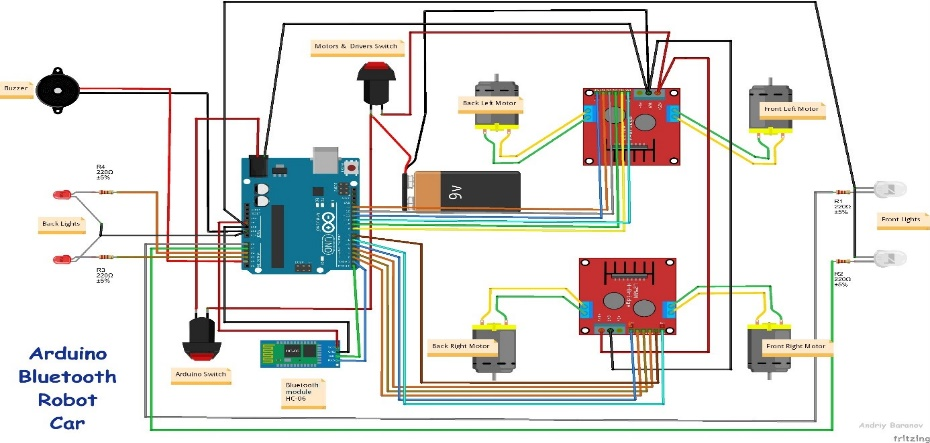 Motors & Drivers Switch
Buzzer
Back Left Motor
Front Left Motor
9v
R4
220Ω
±5%
Back Lights
R3
220Ω
±5%
R1
220Ω
±5%
Front Lights
R2
220Ω
±5%
UNO
Back Right Motor
Front Right Motor
Arduino Switch
Bluetooth
module
HC-06
Arduino
Bluetooth
Robot
Car
Andriy Baranov
fritzing